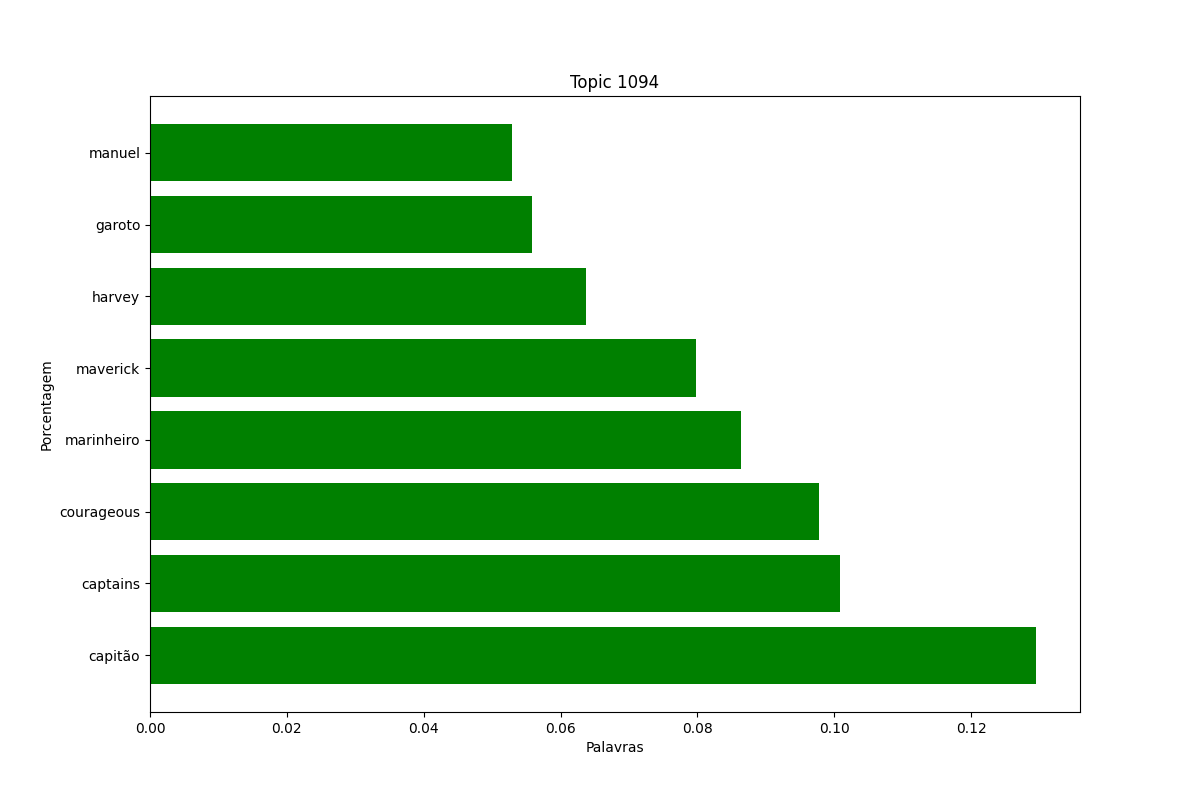 Topic 1094
manuel
garoto
harvey
maverick
marinheiro
courageous
captains
capitão
Porcentagem
0.00 0.02 0.04 0.06 0.08 0.10 0.12
Palavras